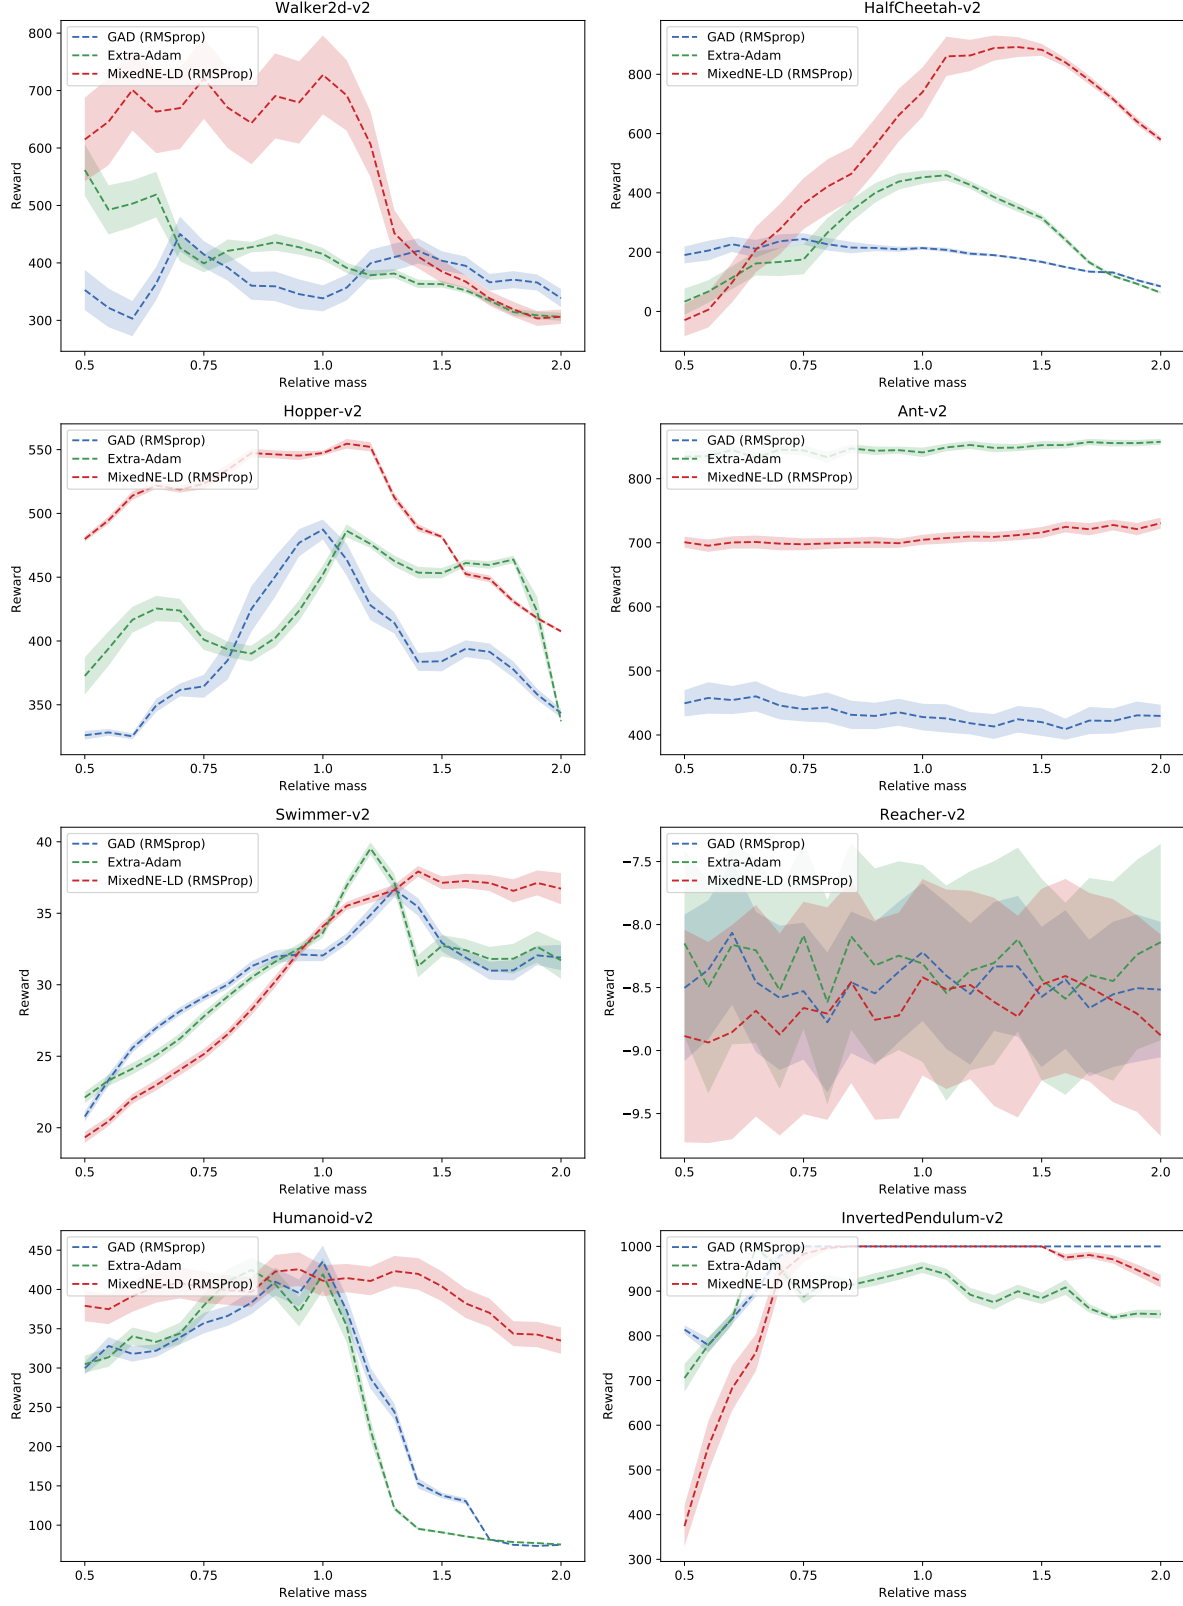 Walker2d-v2
GAD (RMSprop)
Extra-Adam
MixedNE-LD (RMSProp)
800
700
600
500
400
300
Reward
0.5 0.75 1.0 1.5 2.0
Relative mass
HalfCheetah-v2
GAD (RMSprop)
Extra-Adam
MixedNE-LD (RMSProp)
800
600
400
200
0
Reward
0.5 0.75 1.0 1.5 2.0
Relative mass
Hopper-v2
GAD (RMSprop)
Extra-Adam
MixedNE-LD (RMSProp)
550
500
450
400
350
Reward
0.5 0.75 1.0 1.5 2.0
Relative mass
Ant-v2
GAD (RMSprop)
Extra-Adam
MixedNE-LD (RMSProp)
800
700
600
500
400
Reward
0.5 0.75 1.0 1.5 2.0
Relative mass
Swimmer-v2
GAD (RMSprop)
Extra-Adam
MixedNE-LD (RMSProp)
40
35
30
25
20
Reward
0.5 0.75 1.0 1.5 2.0
Relative mass
Reacher-v2
GAD (RMSprop)
Extra-Adam
MixedNE-LD (RMSProp)
−7.5
−8.0
−8.5
−9.0
−9.5
Reward
0.5 0.75 1.0 1.5 2.0
Relative mass
Humanoid-v2
GAD (RMSprop)
Extra-Adam
MixedNE-LD (RMSProp)
450
400
350
300
250
200
150
100
Reward
0.5 0.75 1.0 1.5 2.0
Relative mass
InvertedPendulum-v2
GAD (RMSprop)
Extra-Adam
MixedNE-LD (RMSProp)
1000
900
800
700
600
500
400
300
Reward
0.5 0.75 1.0 1.5 2.0
Relative mass